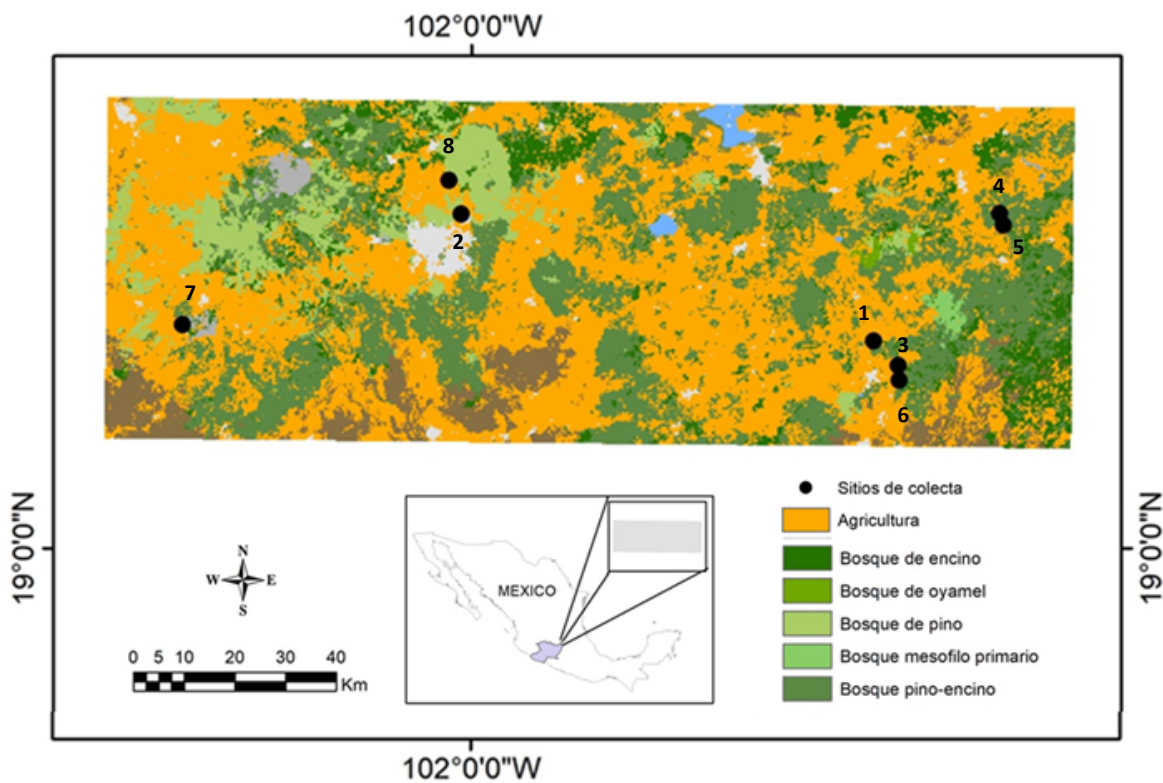 102°0'0"W
8
4
2
5
7
1
3
6
19°0'0"N
19°0'0"N
Sitios de colecta
Agricultura
Bosque de encino
Bosque de oyamel
Bosque de pino
Bosque mesofilo primario
Bosque pino-encino
N
W E
S
MEXICO
0 5 10 20 30 40
Km
102°0'0"W